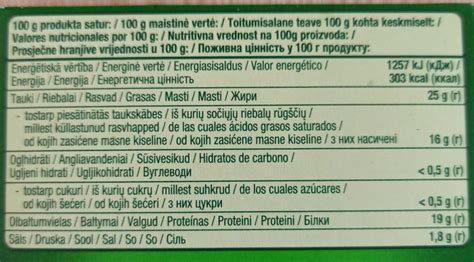 100 g produkta satur: / 100 g maistinė vertė: / Toitumisalane teave 100 g kohta keskmiselt: /
Valores nutricionales por 100 g: / Nutritivna vrednost na 100g proizvoda: /
Prosječne hranjive vrijednosti u 100 g: / Поживна цінність у 100 г продукту:
Enerģētiskā vērtība / Energinė vertė / Energiasisaldus / Valor energético /
Energija / Energija / Енергетична цінність
1257 kJ (кДж) /
303 kcal (ккал)
Tauki / Riebalai / Rasvad / Grasas / Masti / Masti / Жири
25 g (г)
- tostarp piesātinātās taukskābes / iš kurių sočiųjų riebalų rūgščių /
millest küllastunud rasvhapped / de las cuales ácidos grasos saturados /
od kojih zasićene masne kiseline / od kojih zasićene masne kiseline / з них насичені
16 g (г)
Ogļhidrāti / Angliavandeniai / Süsivesikud / Hidratos de carbono /
Ugljeni hidrati / Ugljikohidrati / Вуглеводи
< 0,5 g (г)
- tostarp cukuri / iš kurių cukrų / millest suhkrud / de los cuales azúcares /
od kojih šećeri / od kojih šećeri / з них цукри
< 0,5 g (г)
Olbaltumvielas / Baltymai / Valgud / Proteínas / Proteini / Proteini / Білки
19 g (г)
Sāls / Druska / Sool / Sal / So / So / Сіль
1,8 g (г)